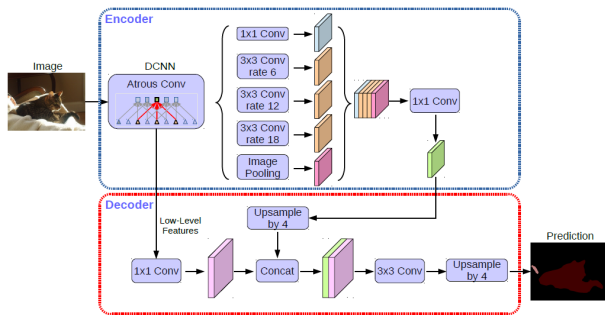 Encoder
Image
DCNN
Atrous Conv
1x1 Conv
3x3 Conv
rate 6
3x3 Conv
rate 12
3x3 Conv
rate 18
Image
Pooling
1x1 Conv
Decoder
Low-Level
Features
Upsample
by 4
1x1 Conv
Concat
3x3 Conv
Upsample
by 4
Prediction